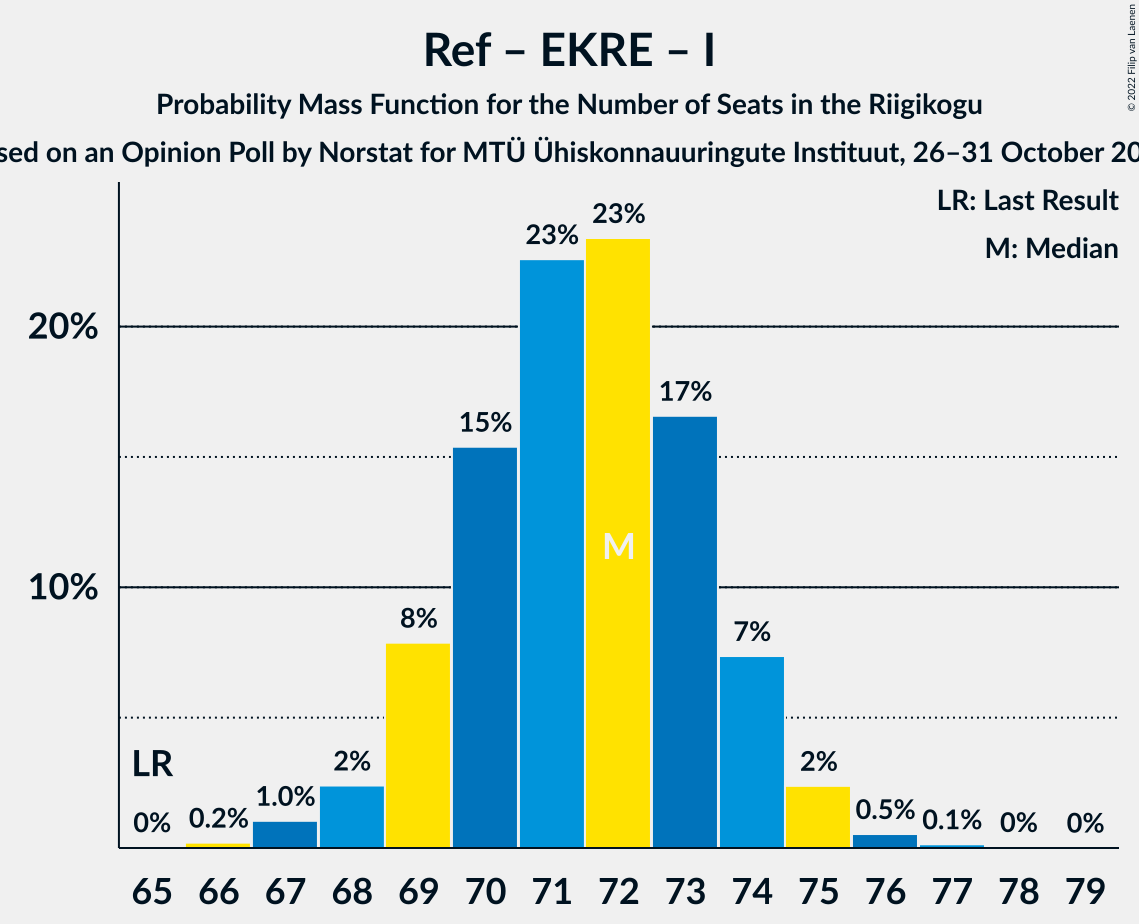 Ref – EKRE – I
Probability Mass Function for the Number of Seats in the Riigikogu
sed on an Opinion Poll by Norstat for MTÜ Ühiskonnauuringute Instituut, 26–31 October 20
© 2022 Filip van Laenen
LR: Last Result
M: Median
20%
10%
LR
0%
0.2%
1.0%
2%
8%
15%
23%
23%
M
17%
7%
2%
0.5%
0.1%
0%
0%
65 66 67 68 69 70 71 72 73 74 75 76 77 78 79